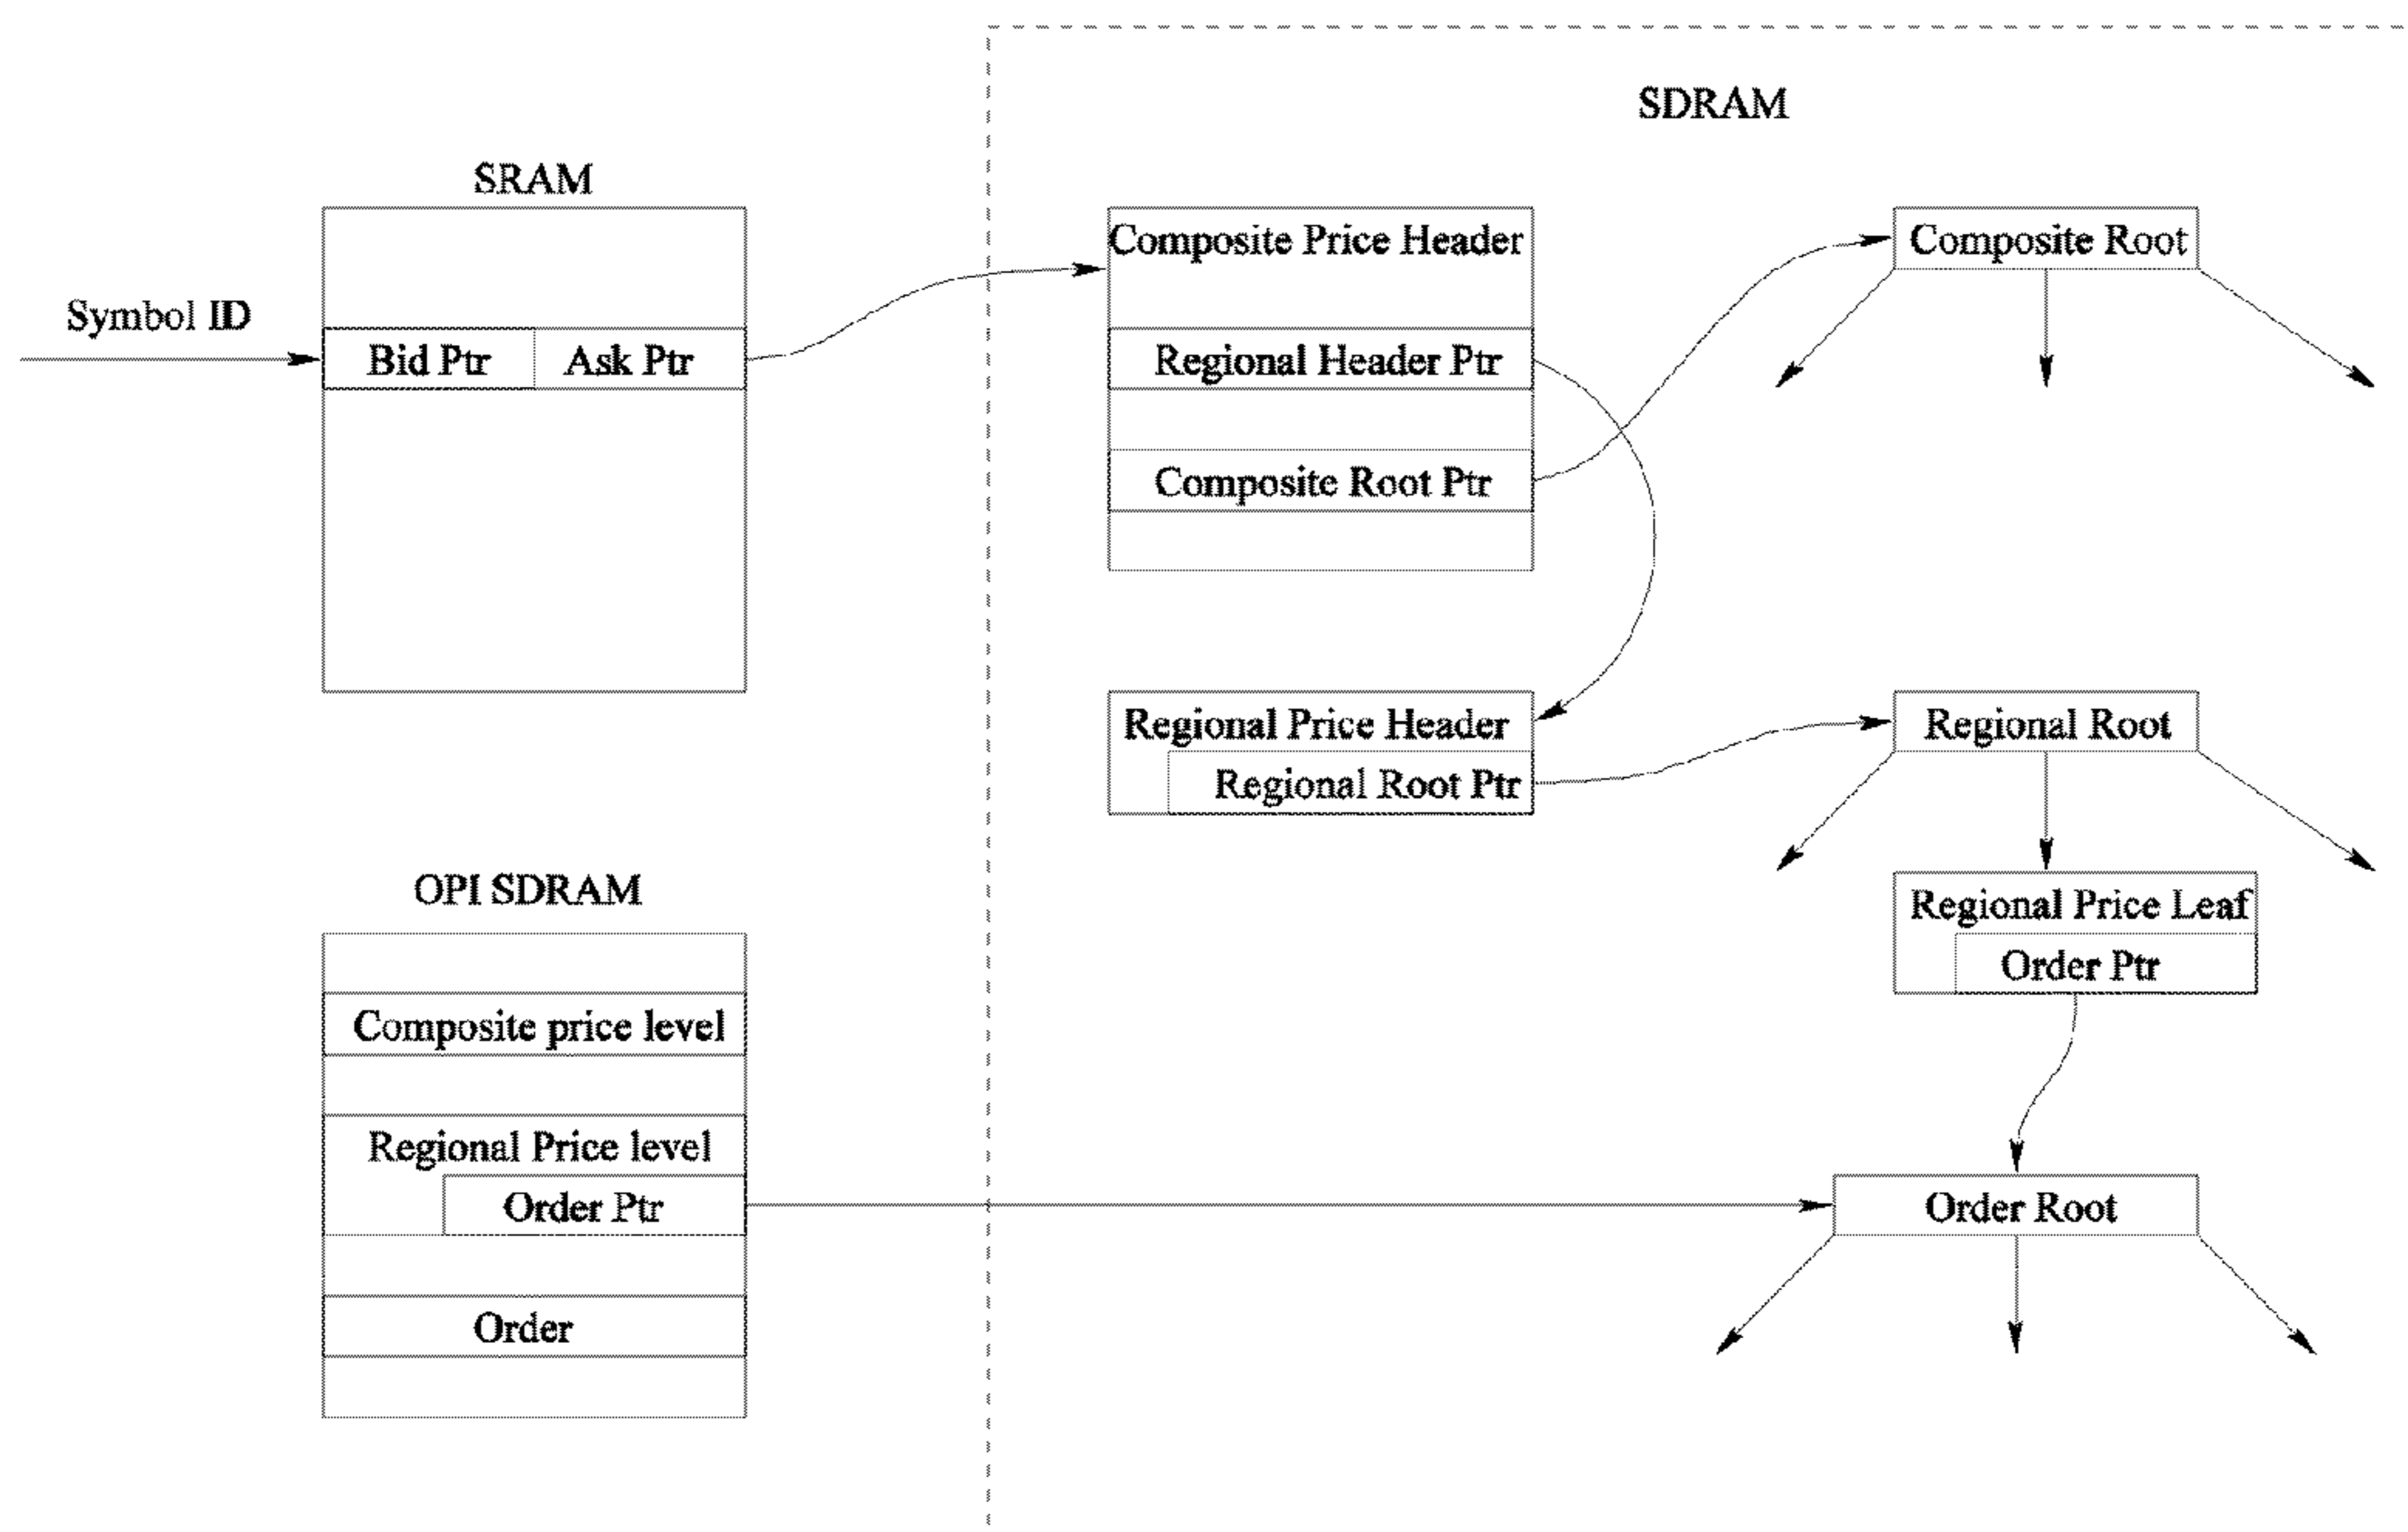 SDRAM
SRAM
Symbol ID
Bid Ptr
Ask Ptr
Composite Price Header
Regional Header Ptr
Composite Root Ptr
Composite Root
Regional Price Header
Regional Root Ptr
Regional Root
Regional Price Leaf
Order Ptr
OPI SDRAM
Composite price level
Regional Price level
Order Ptr
Order
Order Root